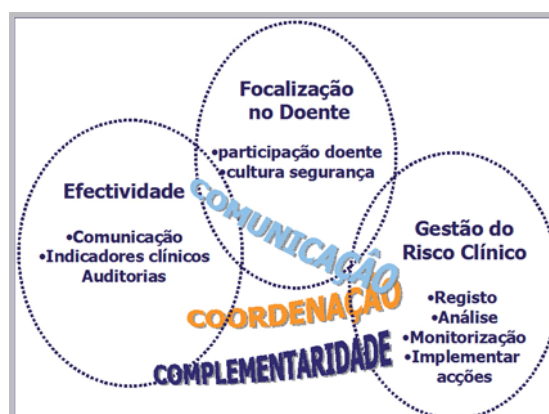 Focalização
no Doente
•participação doente
•cultura segurança
Efectividade
•Comunicação
•Indicadores clínicos
Auditorias
Gestão do
Risco Clínico
•Registo
•Análise
•Monitorização
•Implementar
acções
COMUNICAÇÂO
COORDENAÇÃO
COMPLEMENTARIDADE